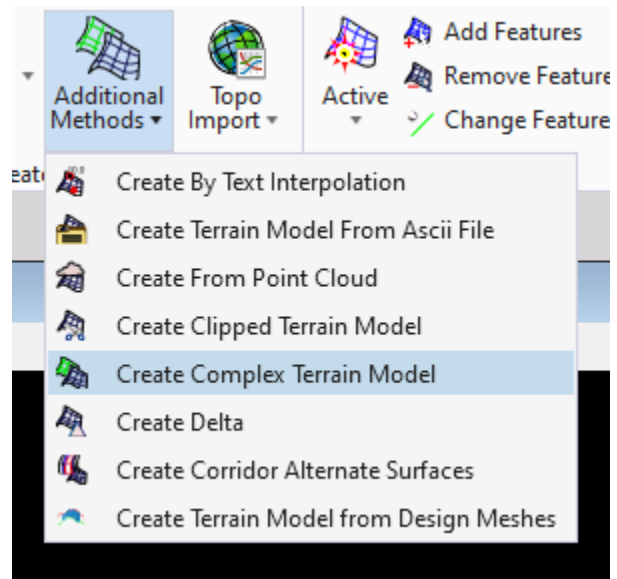 Additional
Methods
Topo
Import
Active
Add Features
Remove Feature
Change Feature
Create By Text Interpolation
Create Terrain Model From Ascii File
Create From Point Cloud
Create Clipped Terrain Model
Create Complex Terrain Model
Create Delta
Create Corridor Alternate Surfaces
Create Terrain Model from Design Meshes